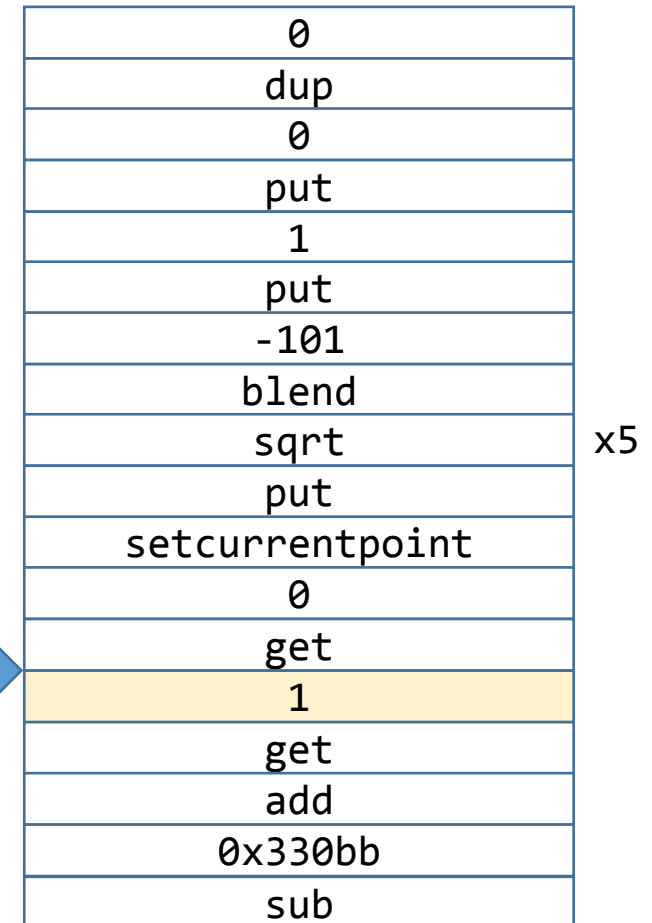 0
dup
0
put
1
put
-101
blend
sqrt x5
put
setcurrentpoint
0
get
1
get
add
0x330bb
sub